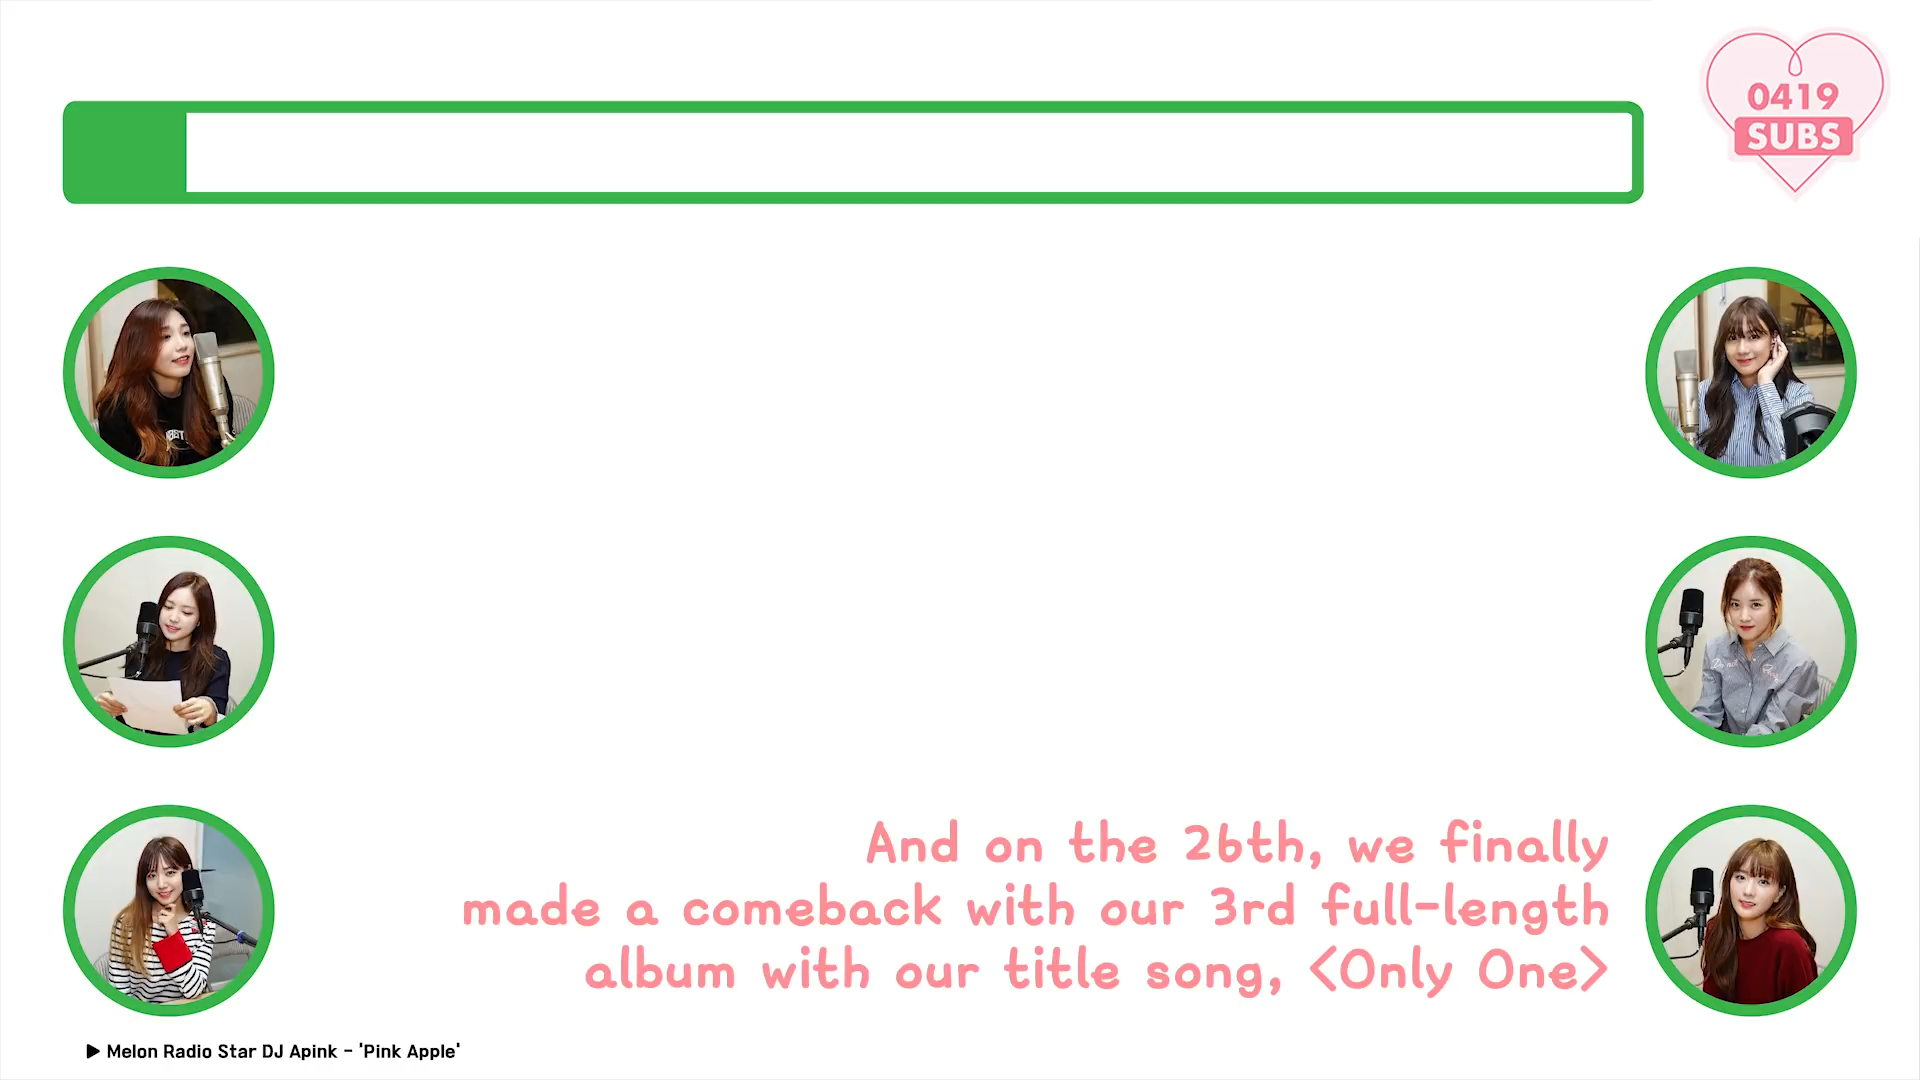 0419
SUBS
And on the 26th, we finally
made a comeback with our 3rd full-length
album with our title song, <Only One>
▶ Melon Radio Star DJ Apink - 'Pink Apple'